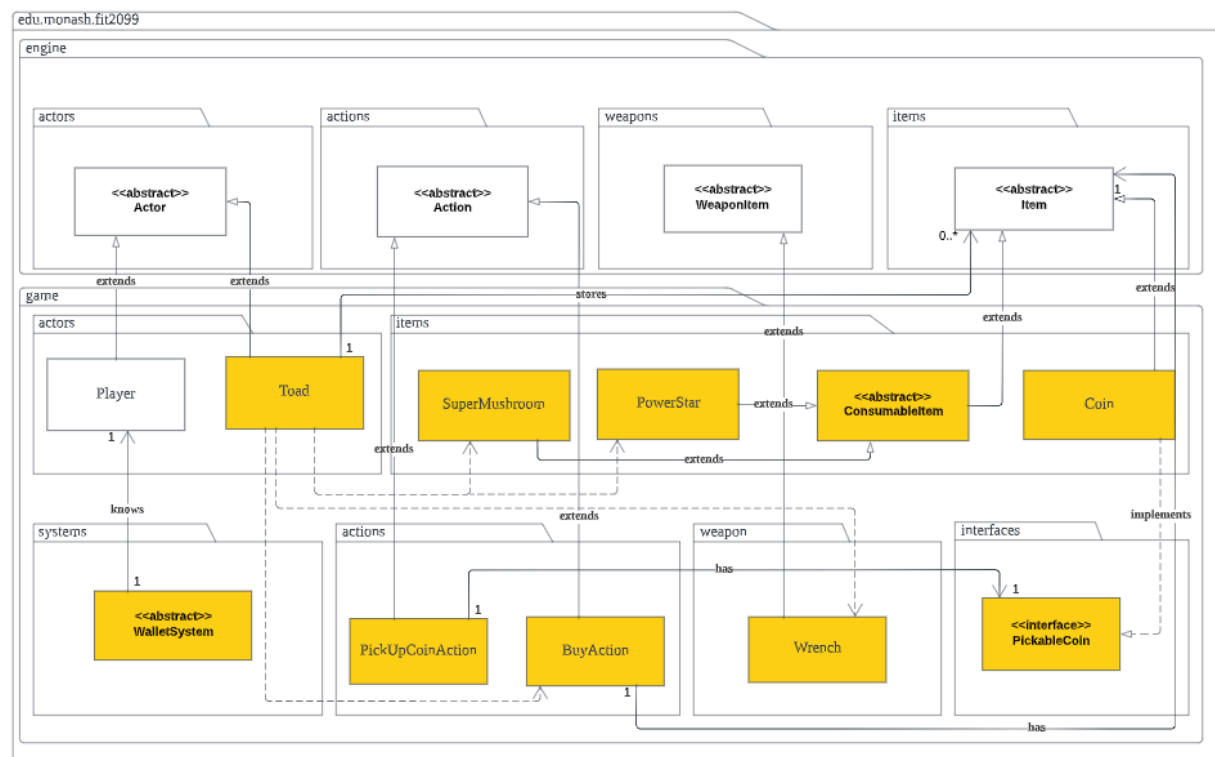 edu.monash.fit2099
engine
actors
actions
weapons
items
<<abstract>>
Actor
<<abstract>>
Action
<<abstract>>
WeaponItem
<<abstract>>
Item
1
0..*
extends
extends
extends
game
stores
extends
extends
actors
items
1
Player
Toad
SuperMushroom
PowerStar
extends
<<abstract>>
ConsumableItem
Coin
1
extends
extends
knows
extends
implements
systems
actions
weapon
interfaces
has
1
1
1
<<abstract>>
WalletSystem
PickUpCoinAction
BuyAction
Wrench
<<interface>>
PickableCoin
1
has